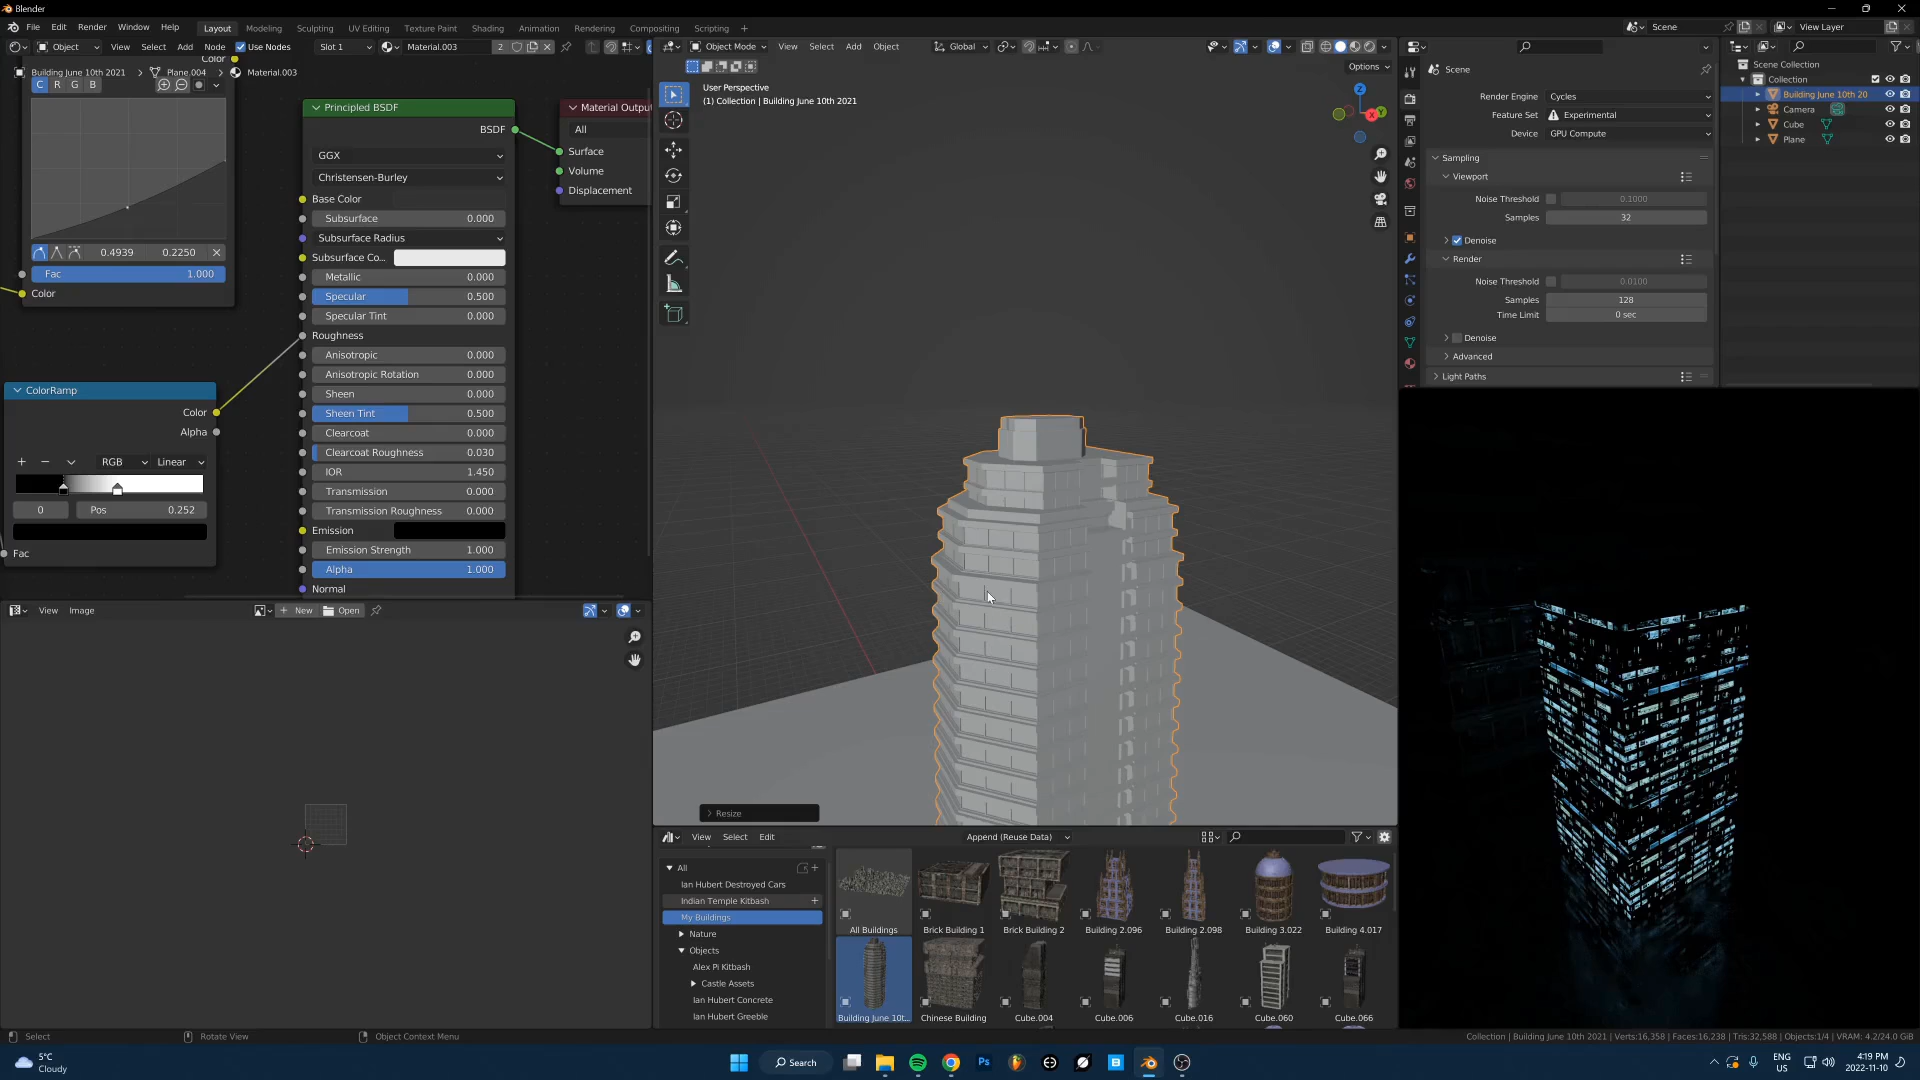 Blender
File Edit Render Window Help Layout Modeling Sculpting UV Editing Texture Paint Shading Animation Rendering Compositing Scripting + Scene View Layer
Object View Select Add Node Use Nodes Slot 1 Material.003 2
Object Mode View Select Add Object Global
Options
Building June 10th 2021 > Plane.004 > Material.003
Color
C R G B
0.4939 0.2250
Fac 1.000
Color
Principled BSDF
BSDF
GGX
Christensen-Burley
Base Color
Subsurface 0.000
Subsurface Radius
Subsurface Co...
Metallic 0.000
Specular 0.500
Specular Tint 0.000
Roughness
Anisotropic 0.000
Anisotropic Rotation 0.000
Sheen 0.000
Sheen Tint 0.500
Clearcoat 0.000
Clearcoat Roughness 0.030
IOR 1.450
Transmission 0.000
Transmission Roughness 0.000
Emission
Emission Strength 1.000
Alpha 1.000
Normal
Material Output
All
Surface
Volume
Displacement
ColorRamp
Color
Alpha
+ − RGB Linear
0 Pos 0.252
Fac
View Image + New Open
User Perspective
(1) Collection | Building June 10th 2021
Z
X Y
> Resize
View Select Edit Append (Reuse Data)
All
Ian Hubert Destroyed Cars
Indian Temple Kitbash
My Buildings
Nature
Objects
Alex Pi Kitbash
Castle Assets
Ian Hubert Concrete
Ian Hubert Greeble
All Buildings Brick Building 1 Brick Building 2 Building 2.096 Building 2.098 Building 3.022 Building 4.017
Building June 10t... Chinese Building Cube.004 Cube.006 Cube.016 Cube.060 Cube.066
Scene
Render Engine Cycles
Feature Set Experimental
Device GPU Compute
Sampling
Viewport
Noise Threshold 0.1000
Samples 32
Denoise
Render
Noise Threshold 0.0100
Samples 128
Time Limit 0 sec
Denoise
Advanced
Light Paths
Scene Collection
Collection
Building June 10th 20
Camera
Cube
Plane
Select Rotate View Object Context Menu
Collection | Building June 10th 2021 | Verts:16,358 | Faces:16,238 | Tris:32,588 | Objects:1/4 | VRAM: 4.2/24.0 GiB
5°C
Cloudy
Search
Ps
B
ENG
US
4:19 PM
2022-11-10